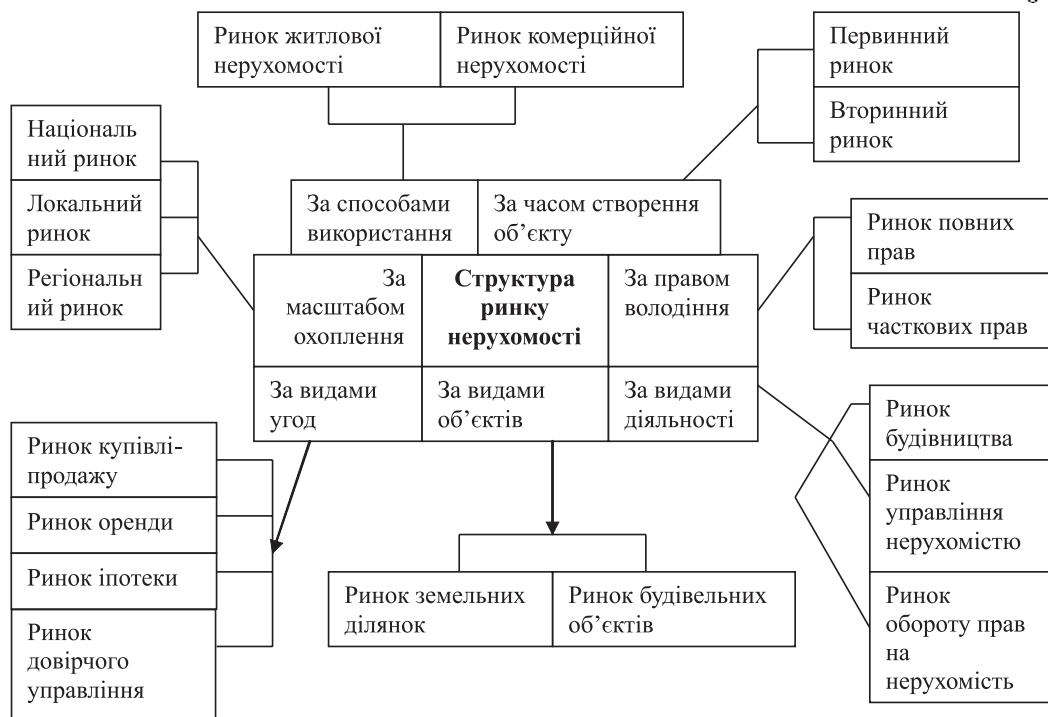 Ринок житлової
нерухомості
Ринок комерційної
нерухомості
Первинний
ринок
Вторинний
ринок
Національ
ний ринок
Локальний
ринок
Регіональн
ий ринок
За способами
використання
За часом створення
об’єкту
Ринок повних
прав
Ринок
часткових прав
За
масштабом
охоплення
Структура
ринку
нерухомості
За правом
володіння
За видами
угод
За видами
об’єктів
За видами
діяльності
Ринок купівлі-
продажу
Ринок оренди
Ринок іпотеки
Ринок
довірчого
управління
Ринок земельних
ділянок
Ринок будівельних
об’єктів
Ринок
будівництва
Ринок
управління
нерухомістю
Ринок
обороту прав
на
нерухомість